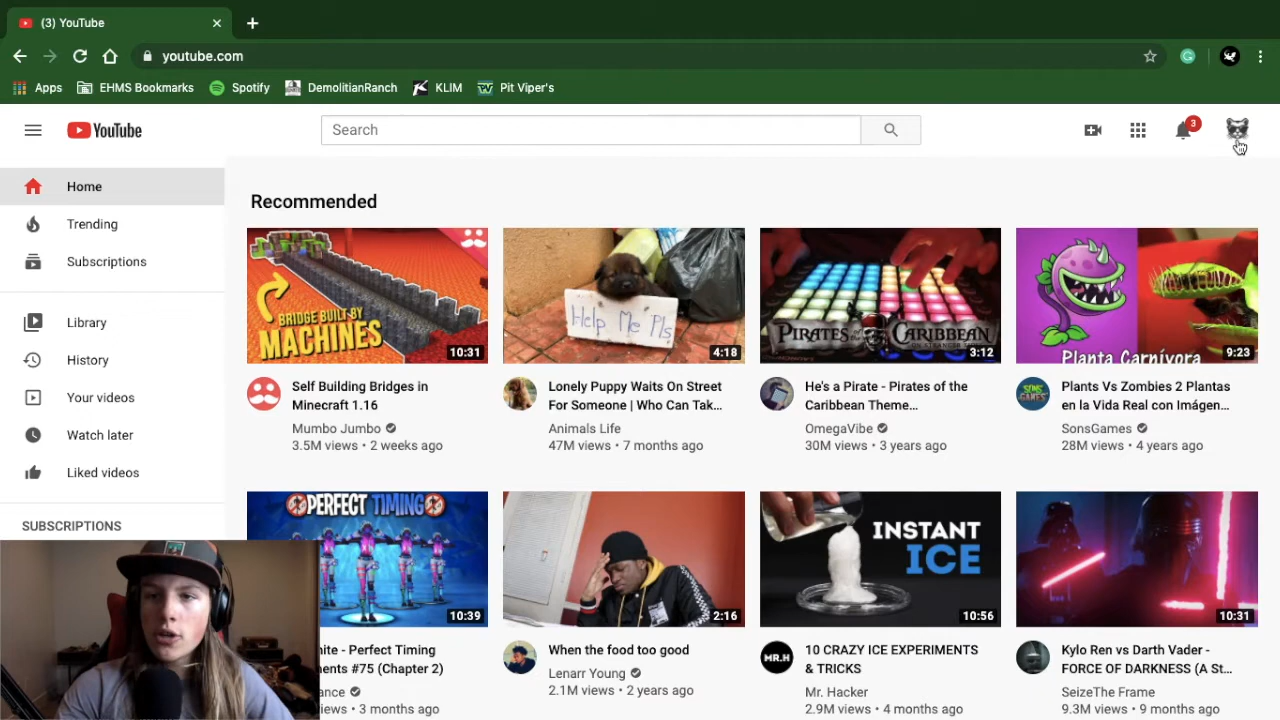 (3) YouTube
youtube.com
Apps EHMS Bookmarks Spotify DemolitianRanch KLIM Pit Viper's
YouTube
Search
3
Home
Trending
Subscriptions
Library
History
Your videos
Watch later
Liked videos
SUBSCRIPTIONS
Recommended
BRIDGE BUILT BY
MACHINES
10:31
Help Me Pls
4:18
PIRATES OF THE CARIBBEAN
ON STRANGER
3:12
Planta Carnívora
9:23
Self Building Bridges in
Minecraft 1.16
Mumbo Jumbo
3.5M views • 2 weeks ago
Lonely Puppy Waits On Street
For Someone | Who Can Tak...
Animals Life
47M views • 7 months ago
He's a Pirate - Pirates of the
Caribbean Theme...
OmegaVibe
30M views • 3 years ago
Plants Vs Zombies 2 Plantas
en la Vida Real con Imágen...
SonsGames
28M views • 4 years ago
PERFECT TIMING
10:39
2:16
INSTANT
ICE
10:56
10:31
nite - Perfect Timing
ents #75 (Chapter 2)
ance
iews • 3 months ago
When the food too good
Lenarr Young
2.1M views • 2 years ago
MR.H
10 CRAZY ICE EXPERIMENTS
& TRICKS
Mr. Hacker
2.9M views • 4 months ago
Kylo Ren vs Darth Vader -
FORCE OF DARKNESS (A St...
SeizeThe Frame
9.3M views • 9 months ago